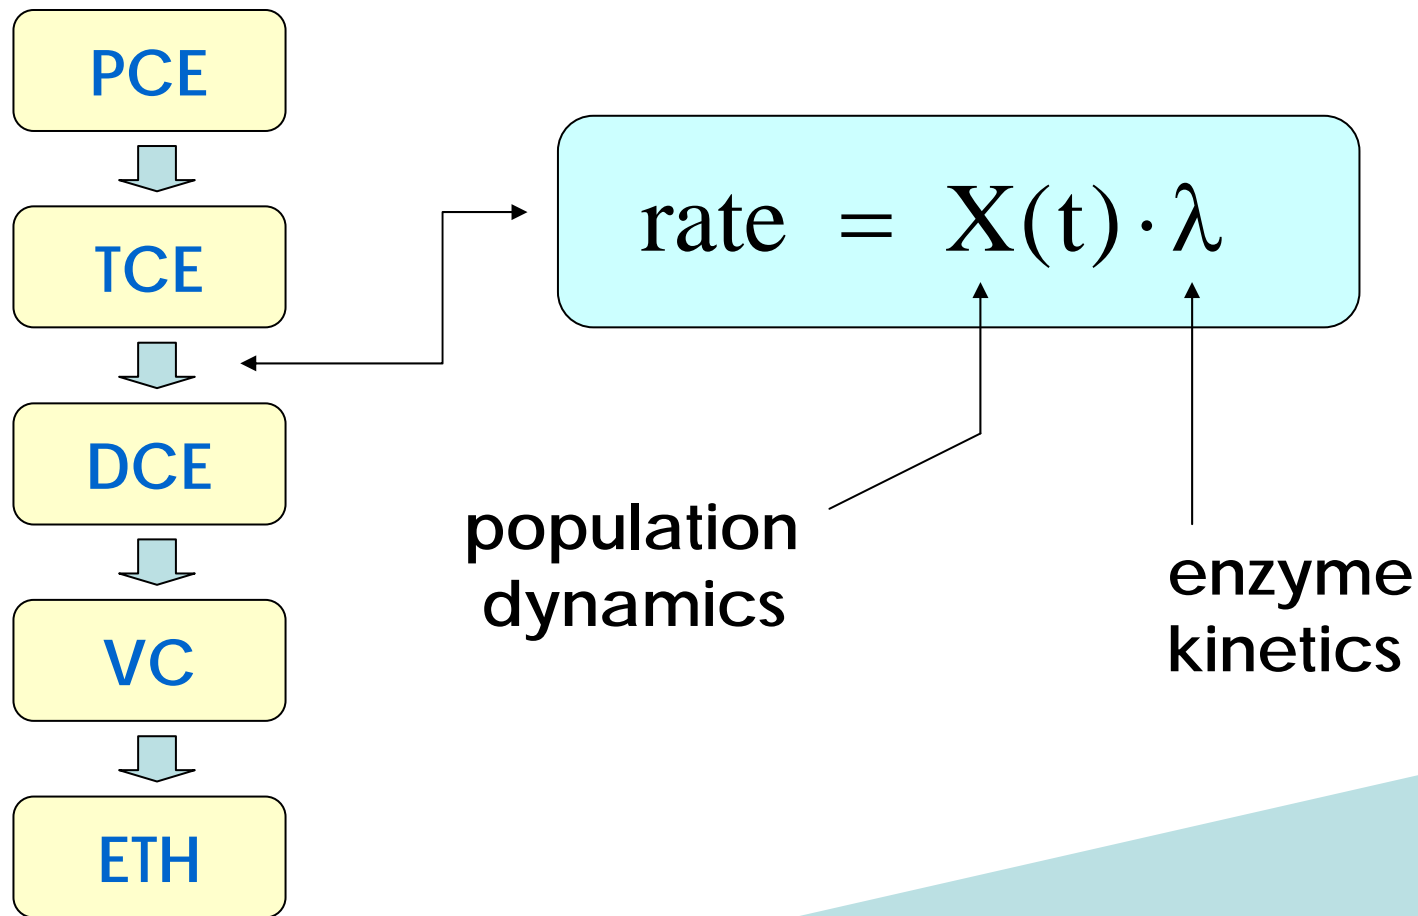 PCE
TCE
DCE
VC
ETH
rate = X(t)·λ
population
dynamics
enzyme
kinetics